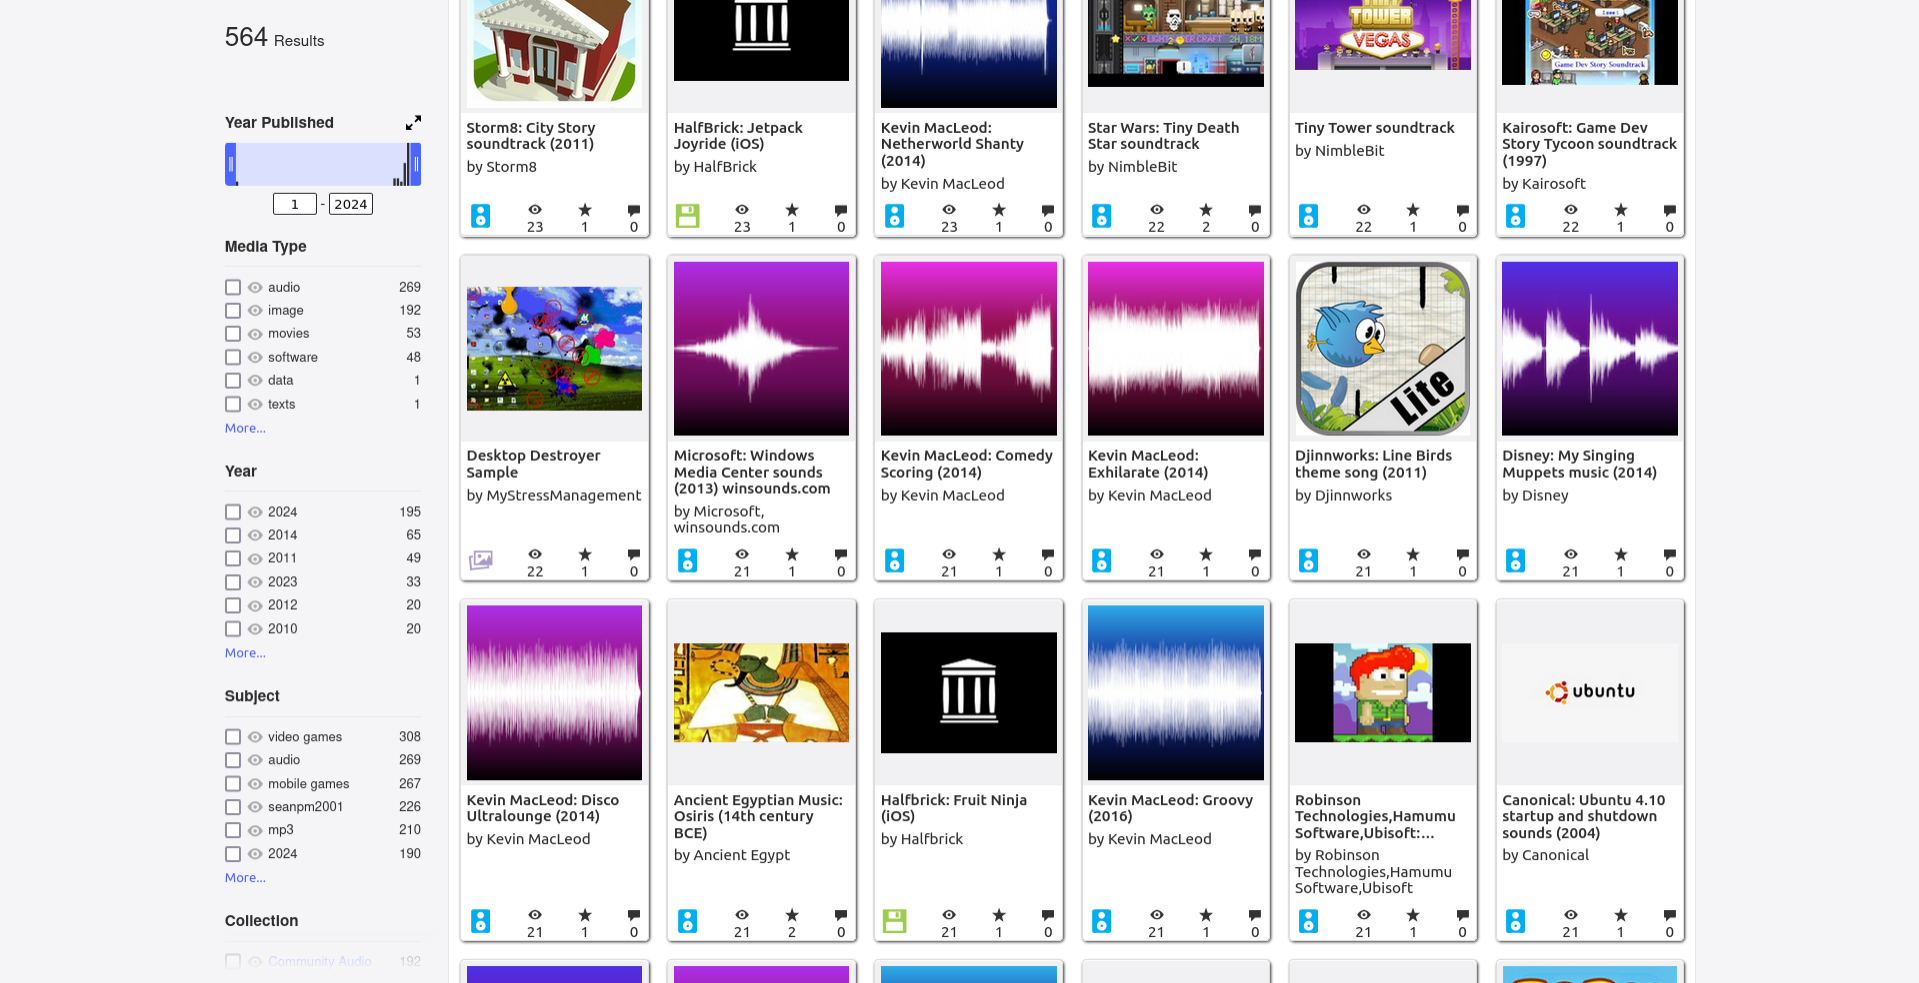 564 Results
Year Published
1 - 2024
Media Type
audio 269
image 192
movies 53
software 48
data 1
texts 1
More...
Year
2024 195
2014 65
2011 49
2023 33
2012 20
2010 20
More...
Subject
video games 308
audio 269
mobile games 267
seanpm2001 226
mp3 210
2024 190
More...
Collection
Community Audio 192
TOWER
VEGAS
Game Dev Story Soundtrack
Storm8: City Story
soundtrack (2011)
by Storm8
23 1 0
HalfBrick: Jetpack
Joyride (iOS)
by HalfBrick
23 1 0
Kevin MacLeod:
Netherworld Shanty
(2014)
by Kevin MacLeod
23 1 0
Star Wars: Tiny Death
Star soundtrack
by NimbleBit
22 2 0
Tiny Tower soundtrack
by NimbleBit
22 1 0
Kairosoft: Game Dev
Story Tycoon soundtrack
(1997)
by Kairosoft
22 1 0
Desktop Destroyer
Sample
by MyStressManagement
22 1 0
Microsoft: Windows
Media Center sounds
(2013) winsounds.com
by Microsoft,
winsounds.com
21 1 0
Kevin MacLeod: Comedy
Scoring (2014)
by Kevin MacLeod
21 1 0
Kevin MacLeod:
Exhilarate (2014)
by Kevin MacLeod
21 1 0
Lite
Djinnworks: Line Birds
theme song (2011)
by Djinnworks
21 1 0
Disney: My Singing
Muppets music (2014)
by Disney
21 1 0
Kevin MacLeod: Disco
Ultralounge (2014)
by Kevin MacLeod
21 1 0
Ancient Egyptian Music:
Osiris (14th century
BCE)
by Ancient Egypt
21 2 0
Halfbrick: Fruit Ninja
(iOS)
by Halfbrick
21 1 0
Kevin MacLeod: Groovy
(2016)
by Kevin MacLeod
21 1 0
Robinson
Technologies,Hamumu
Software,Ubisoft:...
by Robinson
Technologies,Hamumu
Software,Ubisoft
21 1 0
ubuntu
Canonical: Ubuntu 4.10
startup and shutdown
sounds (2004)
by Canonical
21 1 0